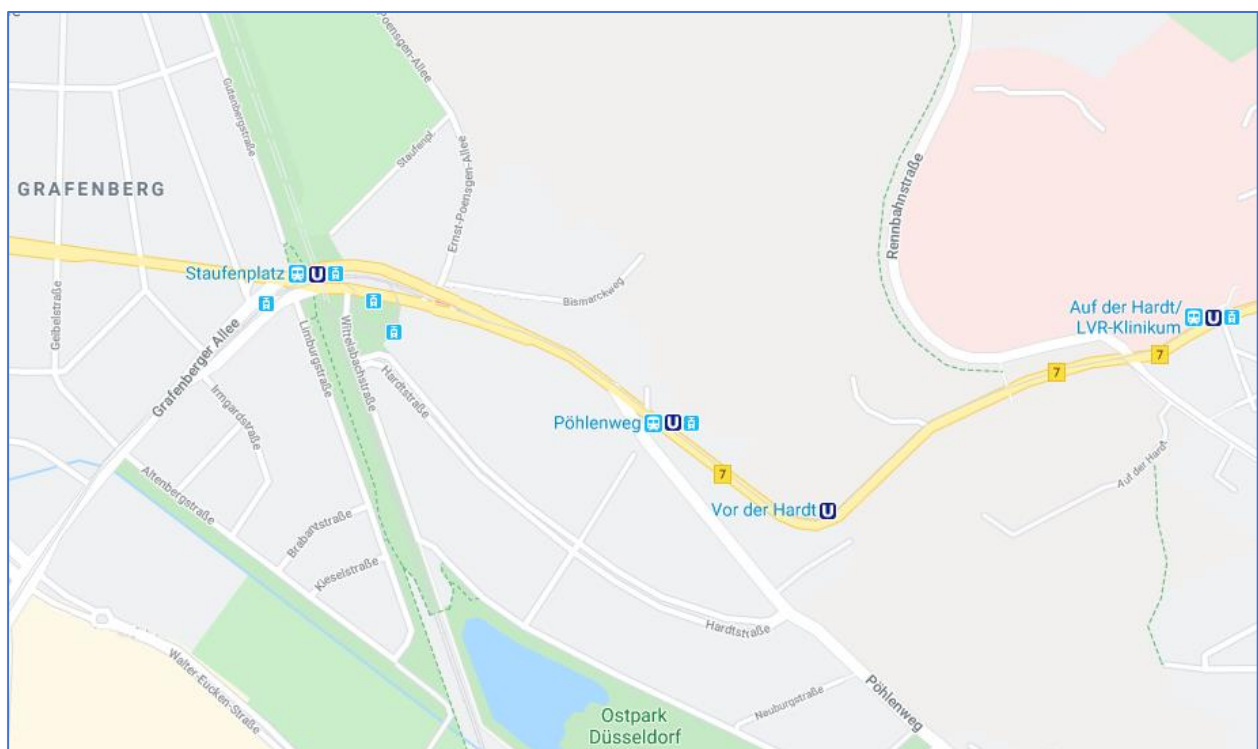 Poensgen-Allee
Gutenbergstraße
Staufenpl.
GRAFENBERG
Ernst-Poensgen-Allee
Rennbahnstraße
Staufenplatz U
Bismarckweg
Geibelstraße
Grafenberger Allee
Limburgstraße
Wittelsbachstraße
Auf der Hardt/
LVR-Klinikum U
7
7
Hardtstraße
Irmgardstraße
Pöhlenweg U
7
Auf der Hardt
Altenbergstraße
Vor der Hardt U
Brabantstraße
Kieselstraße
Hardtstraße
Walter-Eucken-Straße
Neuburgstraße
Pöhlenweg
Ostpark
Düsseldorf